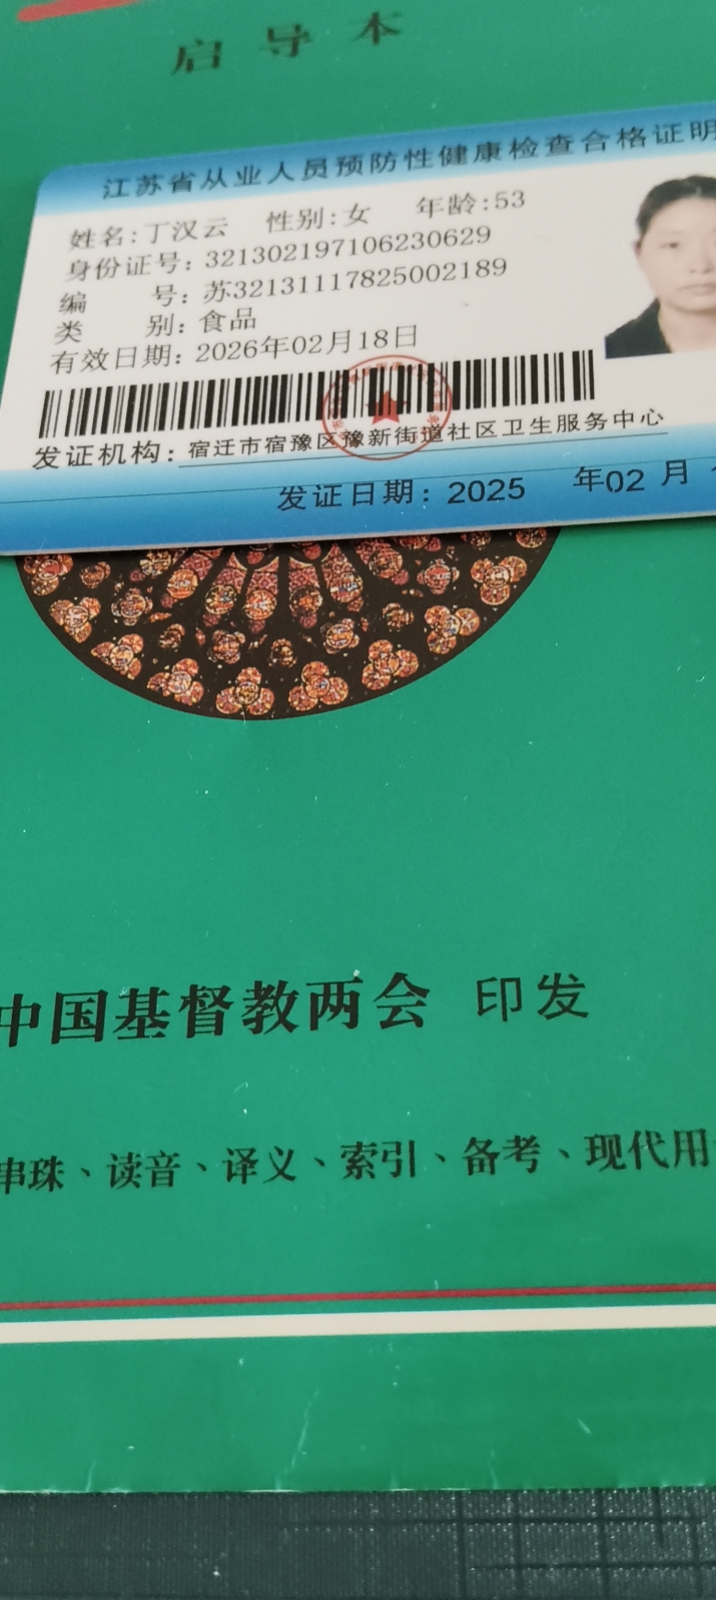 启导本
江苏省从业人员预防性健康检查合格证明
姓名:丁汉云 性别:女 年龄:53
身份证号: 321302197106230629
编 号: 苏32131117825002189
类 别: 食品
有效日期: 2026年02月18日
发证机构: 宿迁市宿豫区豫新街道社区卫生服务中心
发证日期: 2025 年02 月
中国基督教两会 印发
串珠、读音、译义、索引、备考、现代用